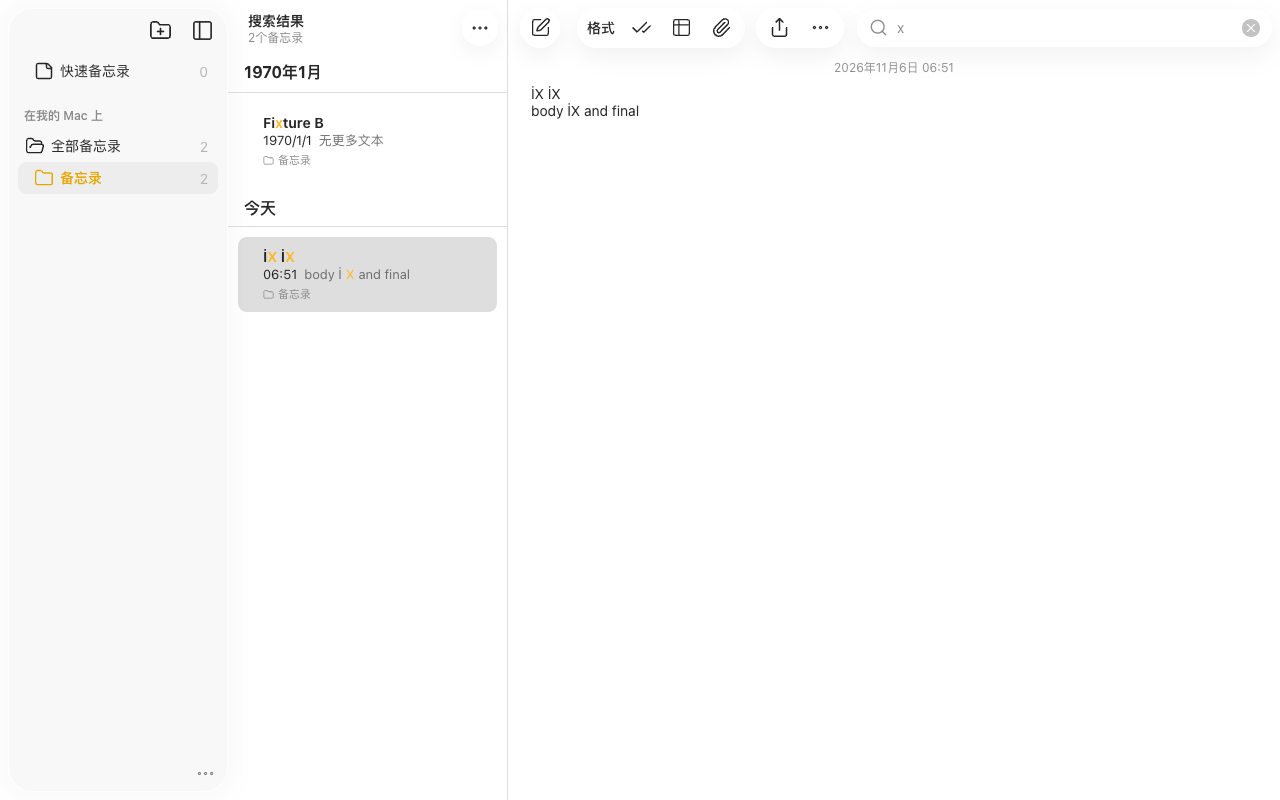 快速备忘录 0
在我的 Mac 上
全部备忘录 2
备忘录 2
搜索结果
2个备忘录
1970年1月
Fixture B
1970/1/1 无更多文本
备忘录
今天
İX İX
06:51 body İ X and final
备忘录
格式
x
2026年11月6日 06:51
İX İX
body İX and final